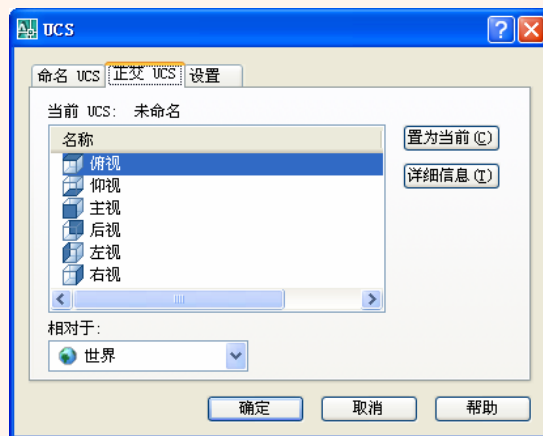 UCS
命名 UCS 正交 UCS 设置
当前 UCS: 未命名
名称
俯视
仰视
主视
后视
左视
右视
置为当前(C)
详细信息(T)
相对于:
世界
确定 取消 帮助